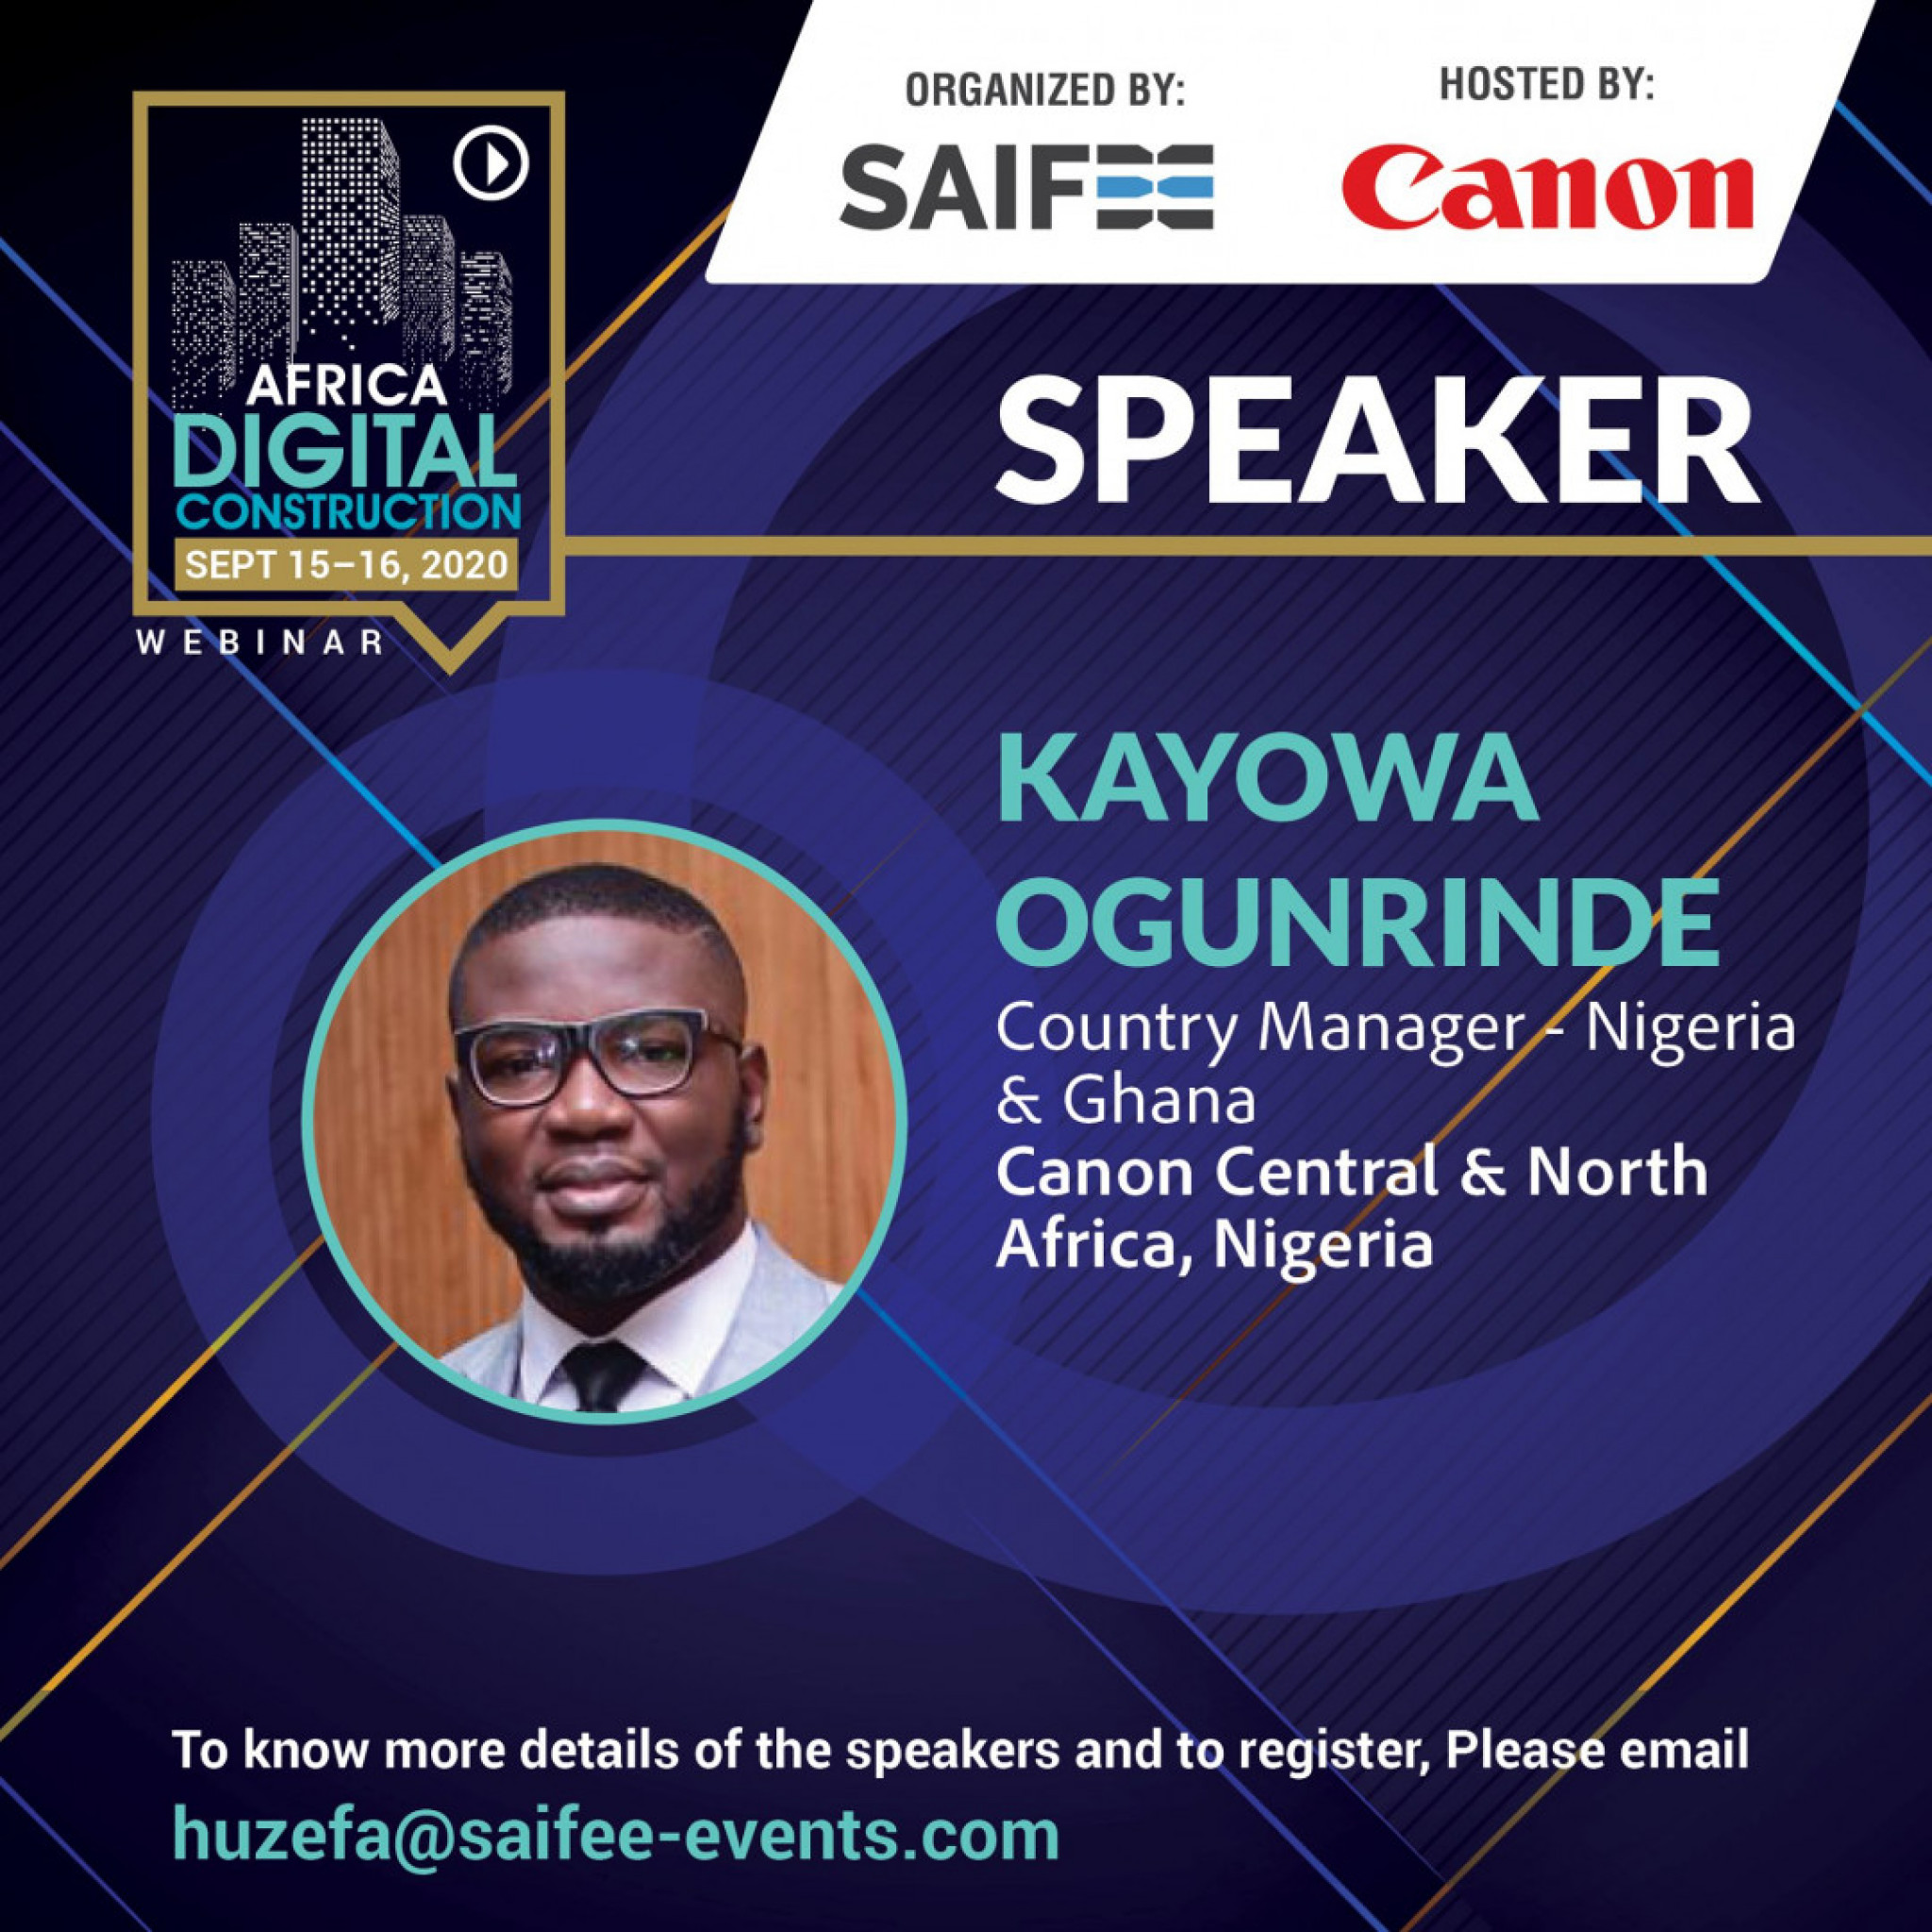 ORGANIZED BY:
SAIFEE
HOSTED BY:
Canon
AFRICA
DIGITAL
CONSTRUCTION
SEPT 15–16, 2020
WEBINAR
SPEAKER
KAYOWA
OGUNRINDE
Country Manager - Nigeria
& Ghana
Canon Central & North
Africa, Nigeria
To know more details of the speakers and to register, Please email
huzefa@saifee-events.com